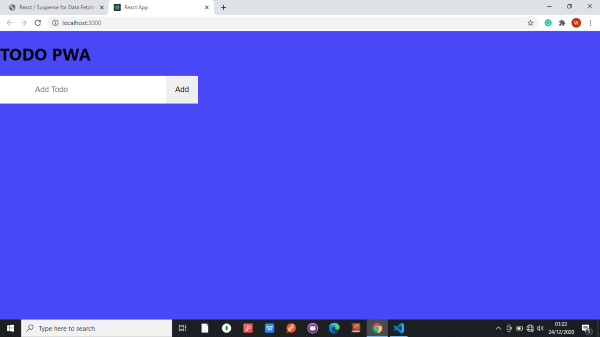 React / Suspense for Data Fetch
React App
localhost:3000
W
TODO PWA
Add Todo
Add
Type here to search
01:22
24/12/2020